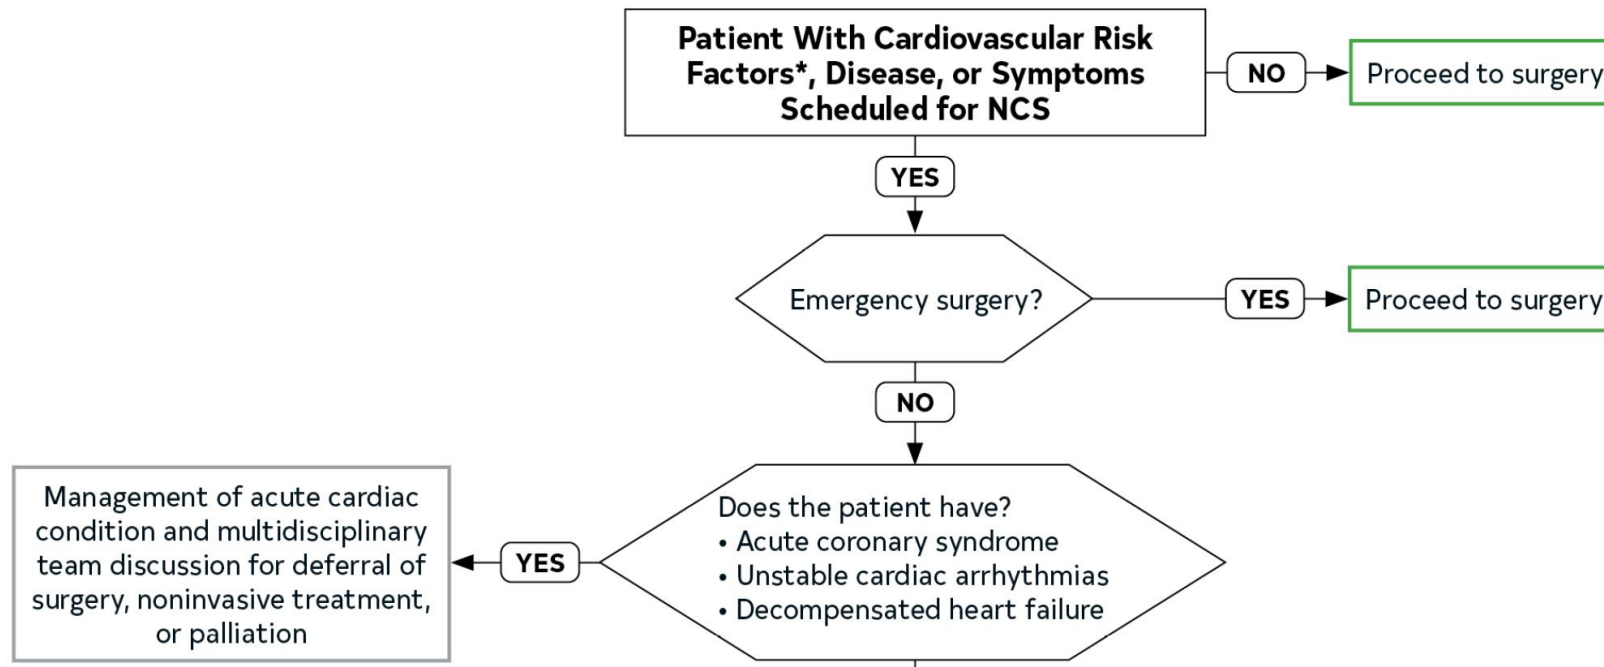 Patient With Cardiovascular Risk
Factors*, Disease, or Symptoms
Scheduled for NCS
NO
Proceed to surgery
YES
Emergency surgery?
YES
Proceed to surgery
NO
Does the patient have?
• Acute coronary syndrome
• Unstable cardiac arrhythmias
• Decompensated heart failure
YES
Management of acute cardiac
condition and multidisciplinary
team discussion for deferral of
surgery, noninvasive treatment,
or palliation